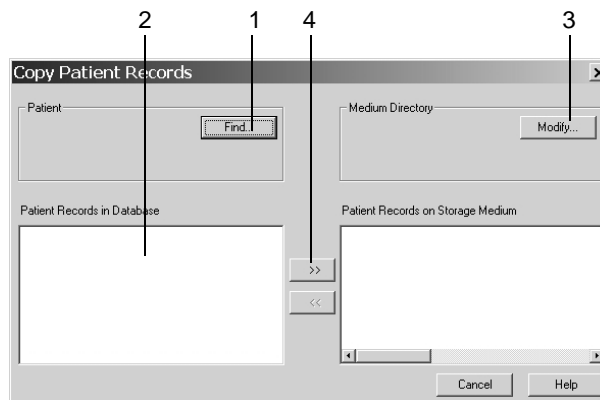 2 1 4 3
Copy Patient Records
Patient
Find...
Medium Directory
Modify...
Patient Records in Database
Patient Records on Storage Medium
>>
<<
Cancel Help